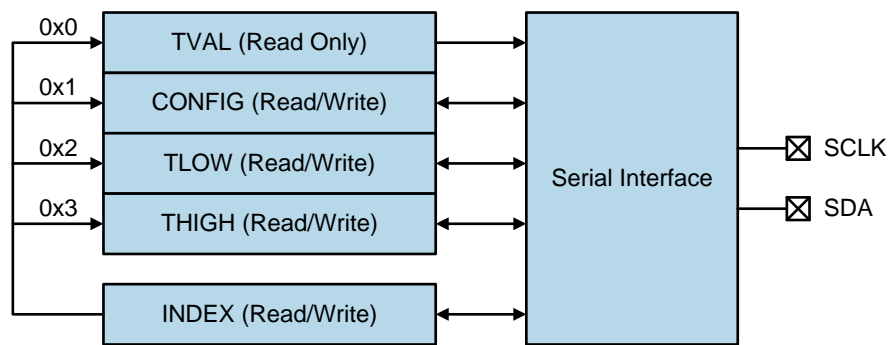 0x0
TVAL (Read Only)
0x1
CONFIG (Read/Write)
0x2
TLOW (Read/Write)
0x3
THIGH (Read/Write)
INDEX (Read/Write)
Serial Interface
SCLK
SDA